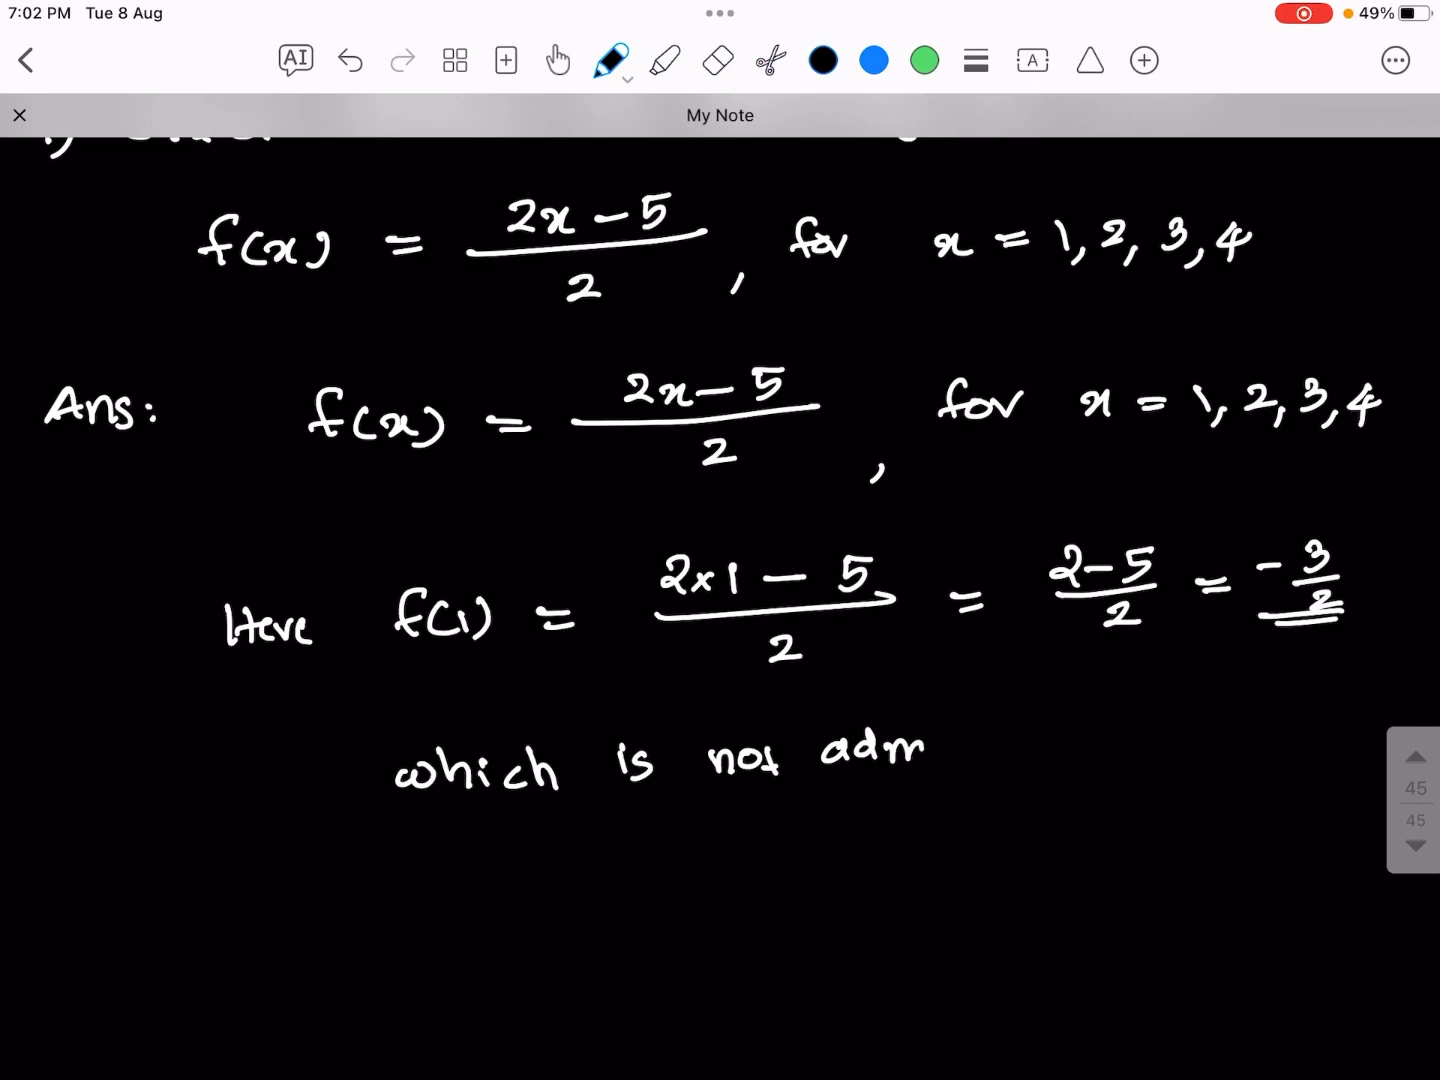 7:02 PM Tue 8 Aug 49%
AI A
My Note
f(x) = 2x - 5 / 2 , for x = 1, 2, 3, 4
Ans: f(x) = 2x - 5 / 2 , for x = 1, 2, 3, 4
Here f(1) = 2×1 - 5 / 2 = 2-5 / 2 = -3/2
which is not adm
45
45